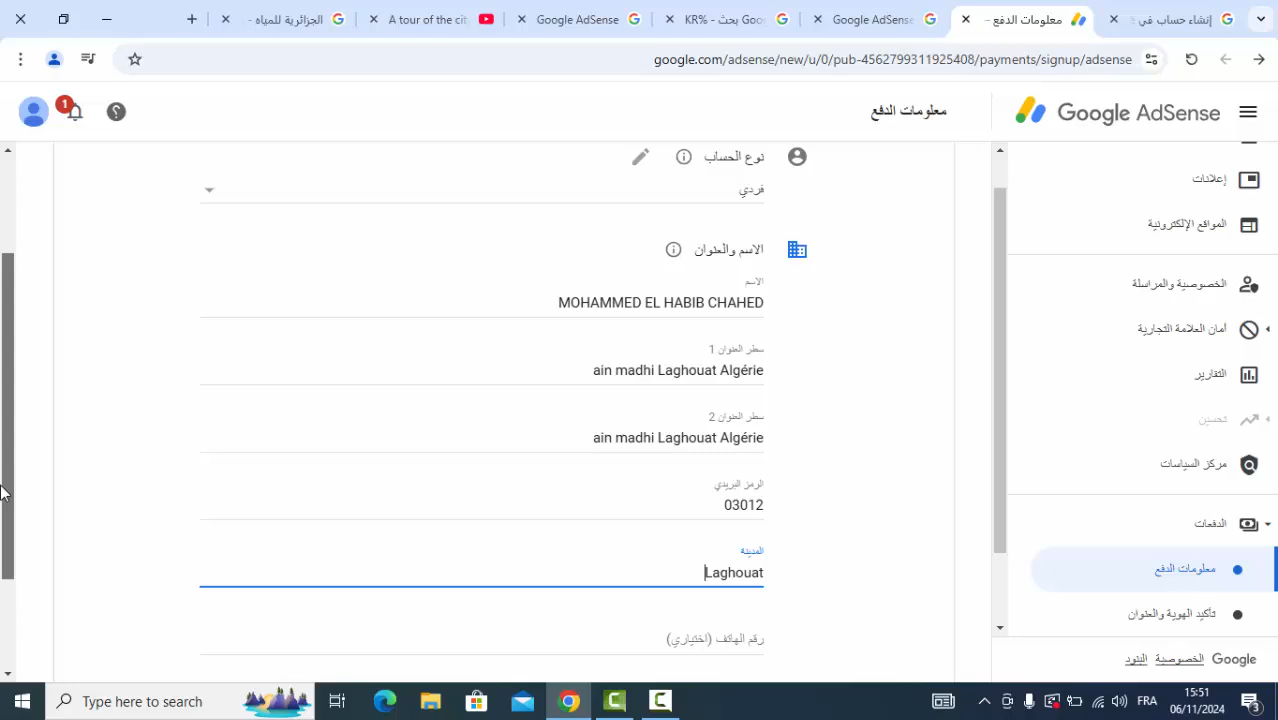 الجزائرية للمياه -
A tour of the cit
Google AdSense
KR% - بحث Goo
Google AdSense
معلومات الدفع –
إنشاء حساب في
google.com/adsense/new/u/0/pub-4562799311925408/payments/signup/adsense
1
معلومات الدفع
Google AdSense
نوع الحساب
فردي
الاسم والعنوان
الاسم
MOHAMMED EL HABIB CHAHED
سطر العنوان 1
ain madhi Laghouat Algérie
سطر العنوان 2
ain madhi Laghouat Algérie
الرمز البريدي
03012
المدينة
Laghouat
رقم الهاتف (اختياري)
إعلانات
المواقع الإلكترونية
الخصوصية والمراسلة
أمان العلامة التجارية
التقارير
تحسين
مركز السياسات
الدفعات
معلومات الدفع
تأكيد الهوية والعنوان
Google الخصوصية البنود
Type here to search
FRA
15:51
06/11/2024
3